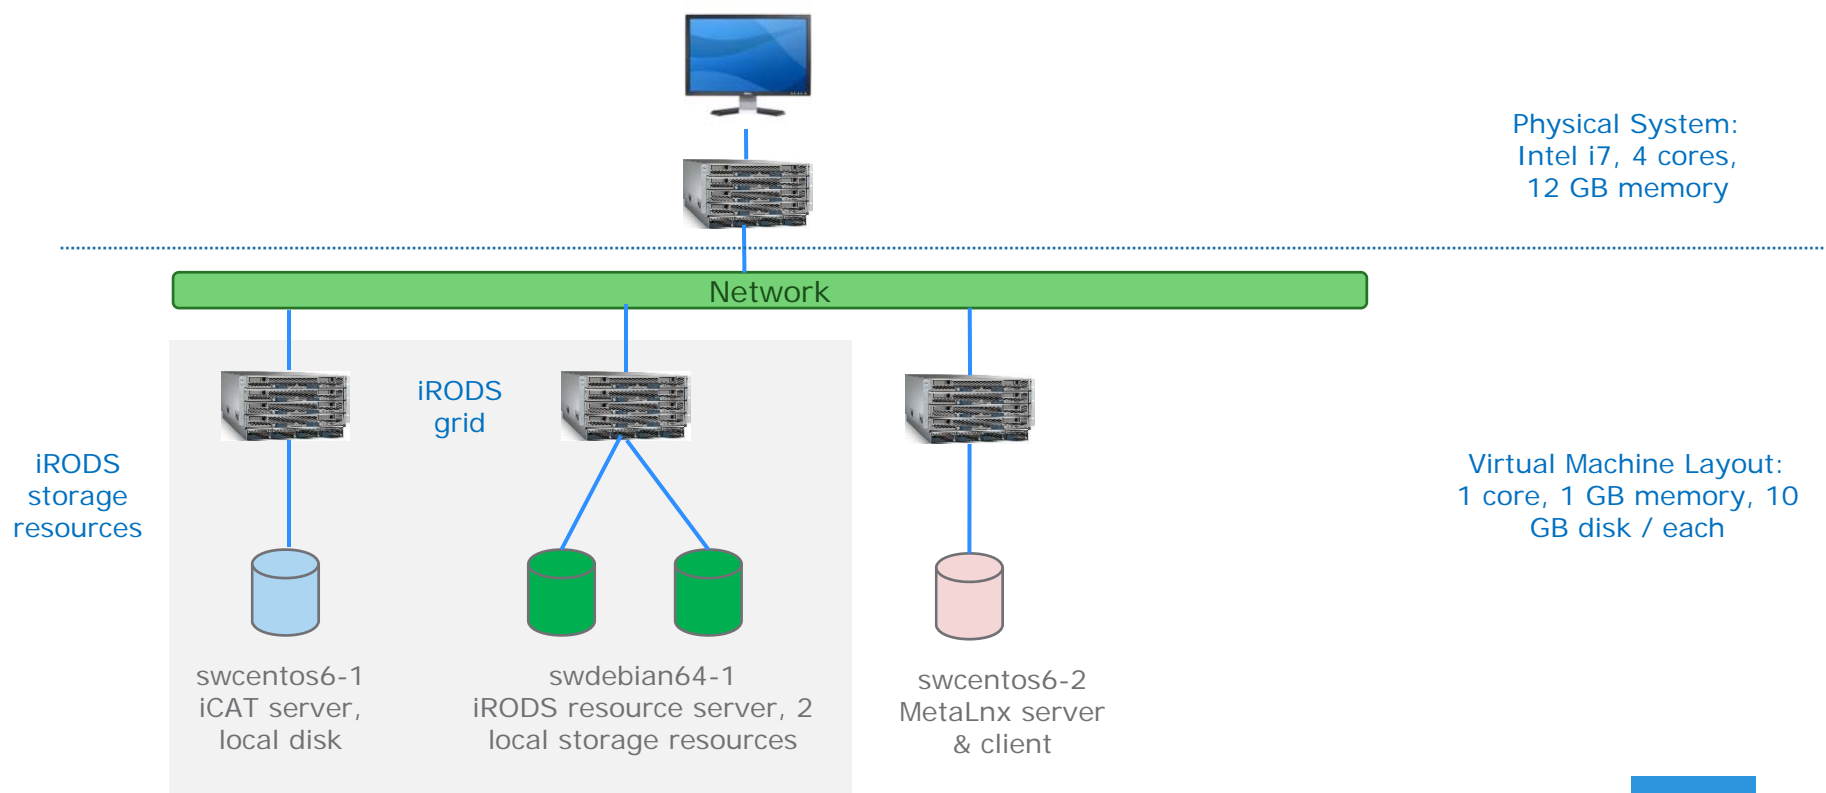 Physical System:
Intel i7, 4 cores,
12 GB memory
Network
iRODS
grid
iRODS
storage
resources
Virtual Machine Layout:
1 core, 1 GB memory, 10
GB disk / each
swcentos6-1
iCAT server,
local disk
swdebian64-1
iRODS resource server, 2
local storage resources
swcentos6-2
MetaLnx server
& client